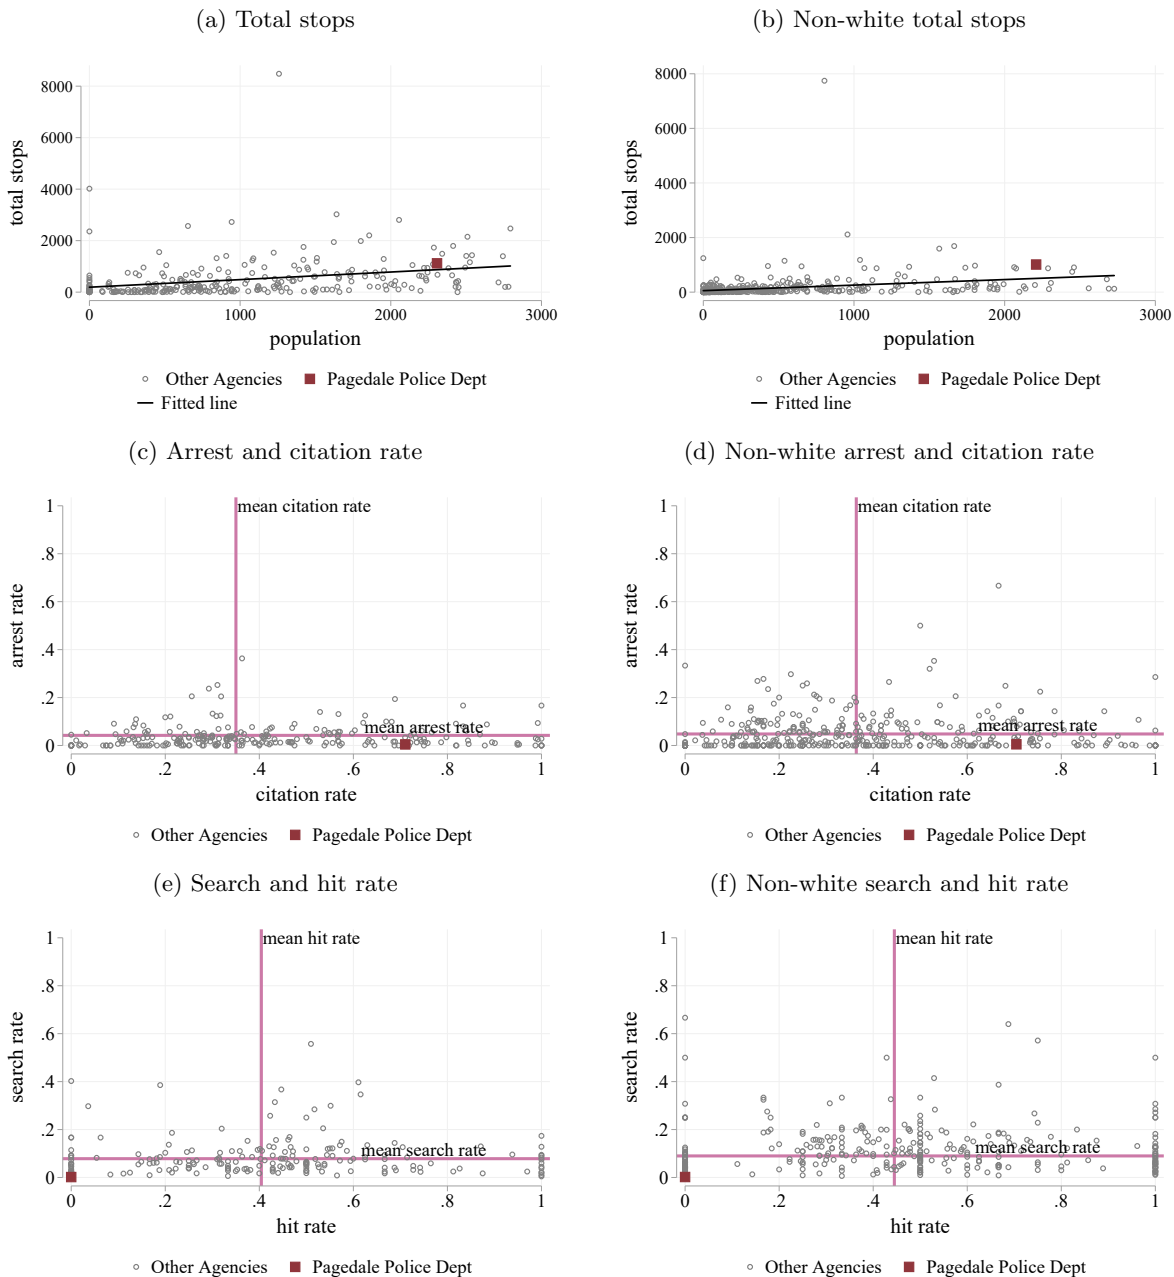 (a) Total stops
(b) Non-white total stops
total stops
8000
6000
4000
2000
0
0 1000 2000 3000
population
Other Agencies Pagedale Police Dept
Fitted line
total stops
8000
6000
4000
2000
0
0 1000 2000 3000
population
Other Agencies Pagedale Police Dept
Fitted line
(c) Arrest and citation rate
(d) Non-white arrest and citation rate
arrest rate
1
.8
.6
.4
.2
0
mean citation rate
mean arrest rate
0 .2 .4 .6 .8 1
citation rate
Other Agencies Pagedale Police Dept
arrest rate
1
.8
.6
.4
.2
0
mean citation rate
mean arrest rate
0 .2 .4 .6 .8 1
citation rate
Other Agencies Pagedale Police Dept
(e) Search and hit rate
(f) Non-white search and hit rate
search rate
1
.8
.6
.4
.2
0
mean hit rate
mean search rate
0 .2 .4 .6 .8 1
hit rate
Other Agencies Pagedale Police Dept
search rate
1
.8
.6
.4
.2
0
mean hit rate
mean search rate
0 .2 .4 .6 .8 1
hit rate
Other Agencies Pagedale Police Dept